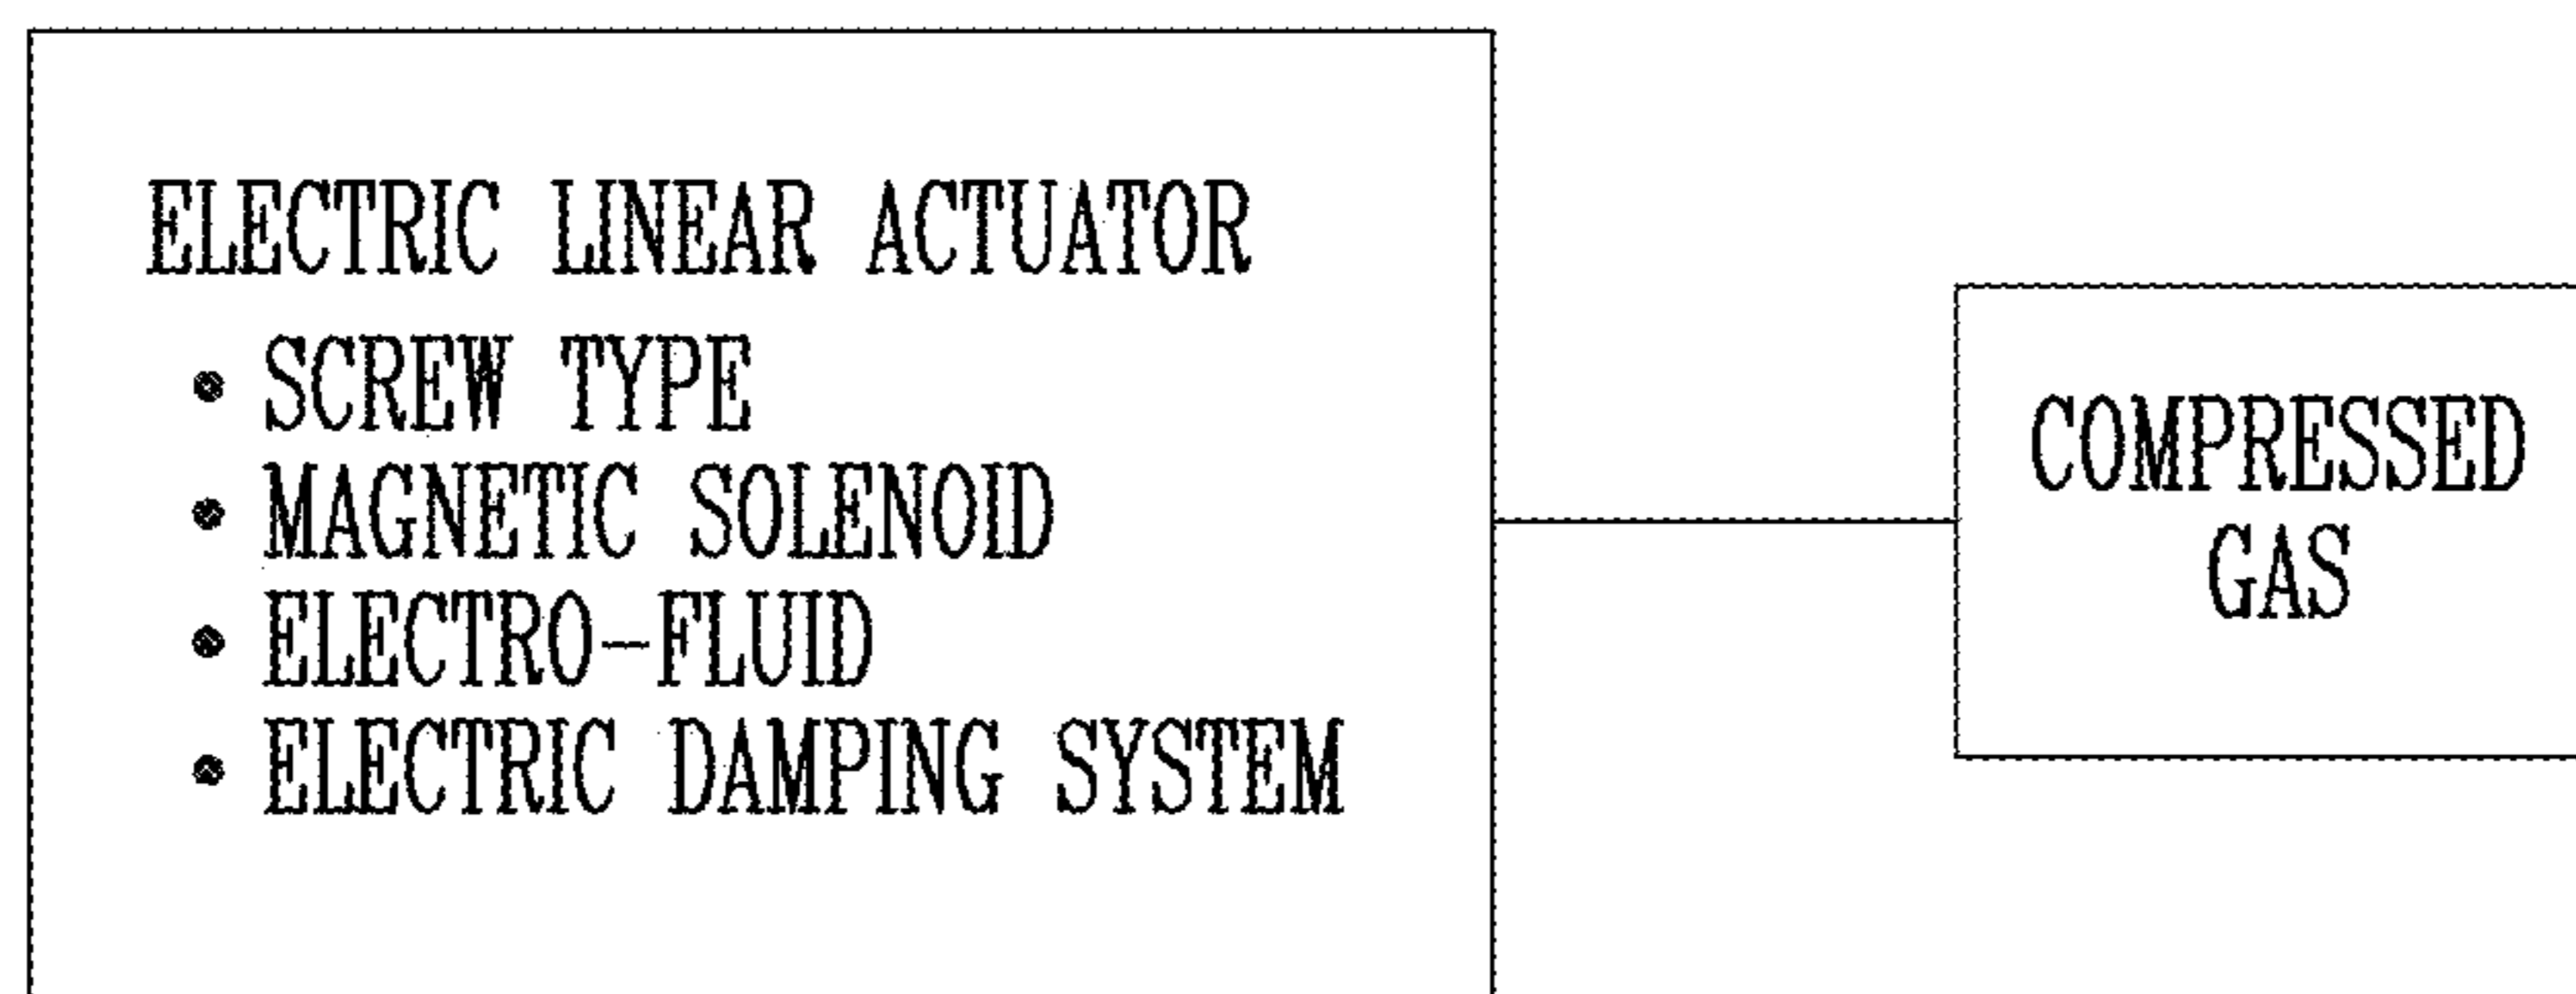 ELECTRIC LINEAR ACTUATOR
• SCREW TYPE
• MAGNETIC SOLENOID
• ELECTRO-FLUID
• ELECTRIC DAMPING SYSTEM
COMPRESSED
GAS